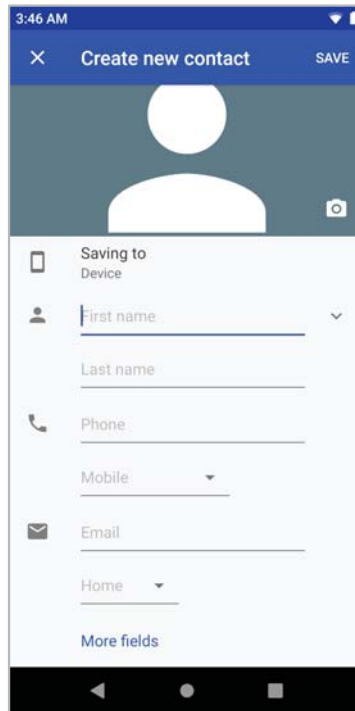 3:46 AM
Create new contact SAVE
Saving to
Device
First name
Last name
Phone
Mobile
Email
Home
More fields